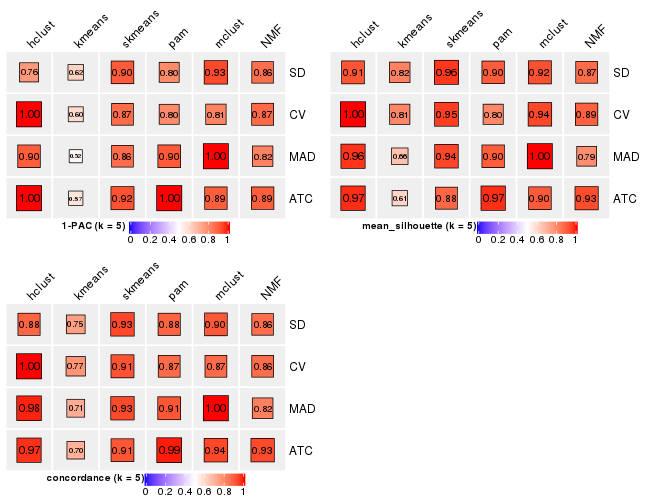 hclust kmeans skmeans pam mclust NMF
0.76 0.62 0.90 0.80 0.93 0.86 SD
1.00 0.60 0.87 0.80 0.81 0.87 CV
0.90 0.52 0.86 0.90 1.00 0.82 MAD
1.00 0.57 0.92 1.00 0.89 0.89 ATC
1-PAC (k = 5)
0 0.2 0.4 0.6 0.8 1
hclust kmeans skmeans pam mclust NMF
0.91 0.82 0.96 0.90 0.92 0.87 SD
1.00 0.81 0.95 0.80 0.94 0.89 CV
0.96 0.66 0.94 0.90 1.00 0.79 MAD
0.97 0.61 0.88 0.97 0.90 0.93 ATC
mean_silhouette (k = 5)
0 0.2 0.4 0.6 0.8 1
hclust kmeans skmeans pam mclust NMF
0.88 0.75 0.93 0.88 0.90 0.86 SD
1.00 0.77 0.91 0.87 0.87 0.86 CV
0.98 0.71 0.93 0.91 1.00 0.82 MAD
0.97 0.70 0.91 0.99 0.94 0.93 ATC
concordance (k = 5)
0 0.2 0.4 0.6 0.8 1